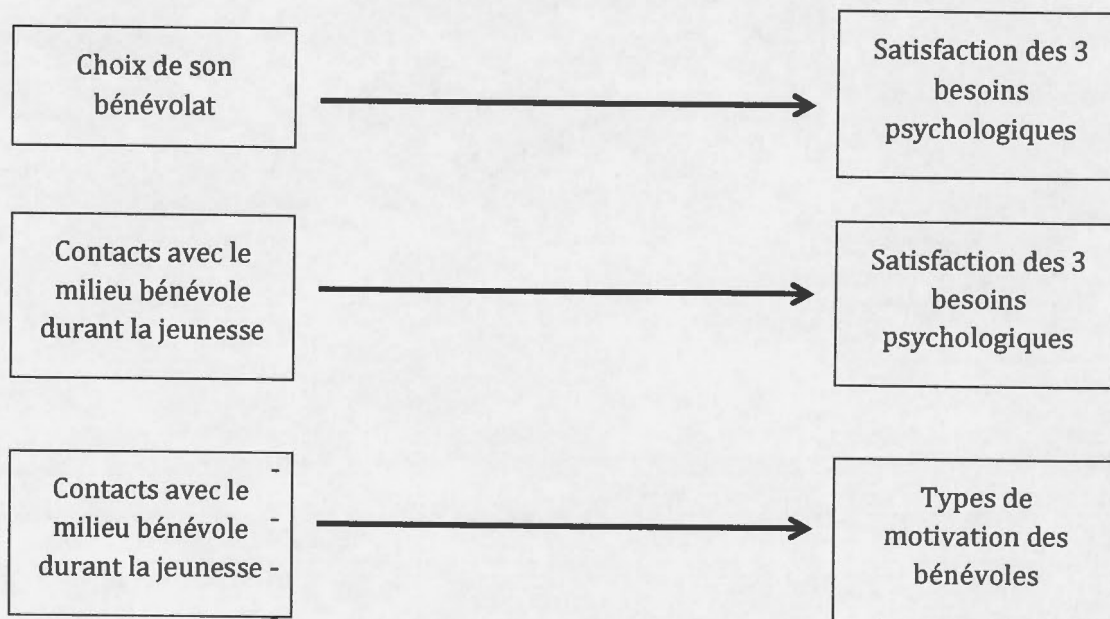 Choix de son
bénévolat
Satisfaction des 3
besoins
psychologiques
Contacts avec le
milieu bénévole
durant la jeunesse
Satisfaction des 3
besoins
psychologiques
Contacts avec le
milieu bénévole
durant la jeunesse
Types de
motivation des
bénévoles